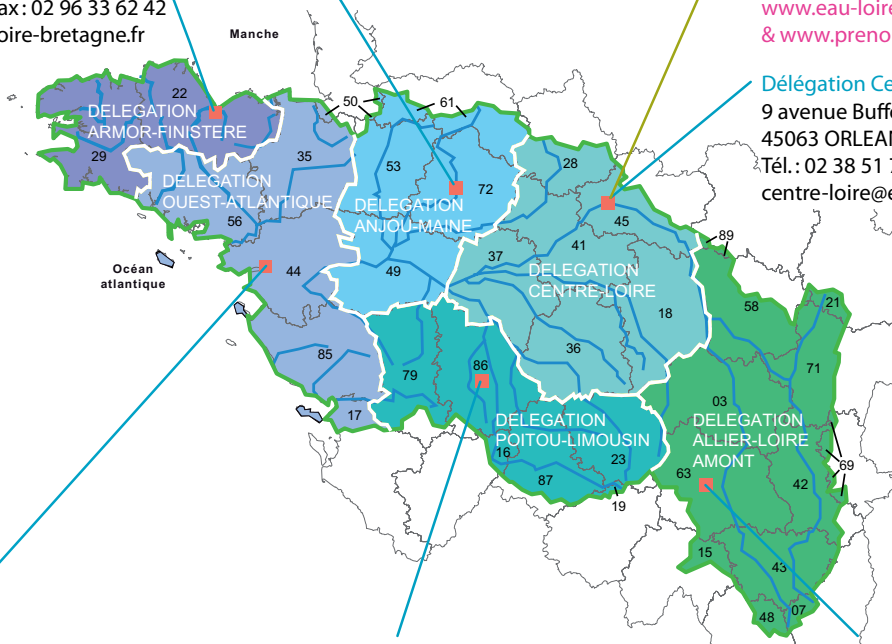 ax : 02 96 33 62 42
oire-bretagne.fr
Manche
www.eau-loire
& www.preno
Délégation Ce
9 avenue Buffo
45063 ORLEAN
Tél. : 02 38 51 7
centre-loire@e
22
DELEGATION
ARMOR-FINISTERE
29
50
61
35
53
72
28
DELEGATION
OUEST-ATLANTIQUE
56
DELEGATION
ANJOU-MAINE
45
89
41
37
49
44
Océan
atlantique
DELEGATION
CENTRE-LOIRE
58
21
18
36
85
79
86
71
03
17
DELEGATION
POITOU-LIMOUSIN
DELEGATION
ALLIER-LOIRE
AMONT
16
23
63
69
42
87
19
15
43
48
07